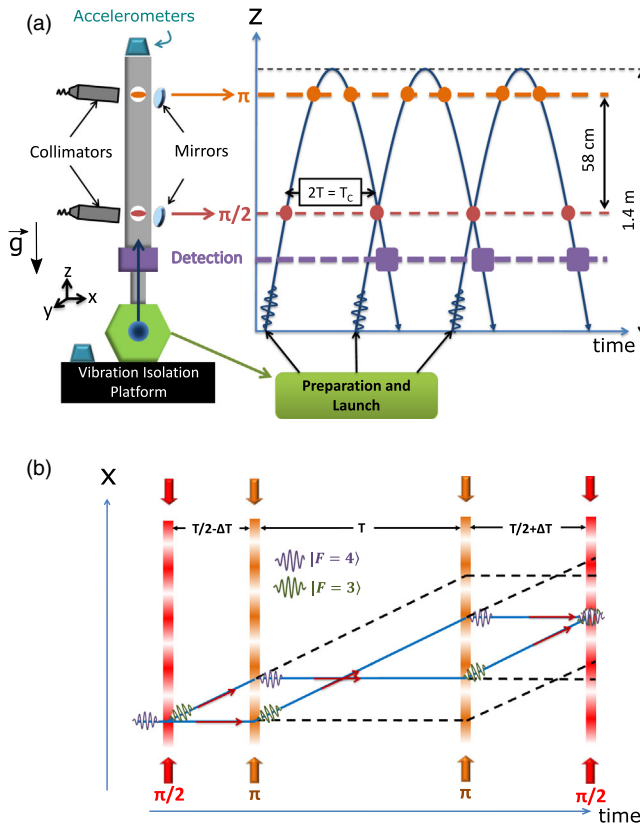 (a)
Accelerometers
Z
π
Collimators
Mirrors
58 cm
1.4 m
2T = T_C
π/2
g
Detection
z
y
x
time
Vibration Isolation
Platform
Preparation and
Launch
(b)
X
T/2-ΔT
T
T/2+ΔT
|F = 4⟩
|F = 3⟩
π/2
π
π
π/2
time